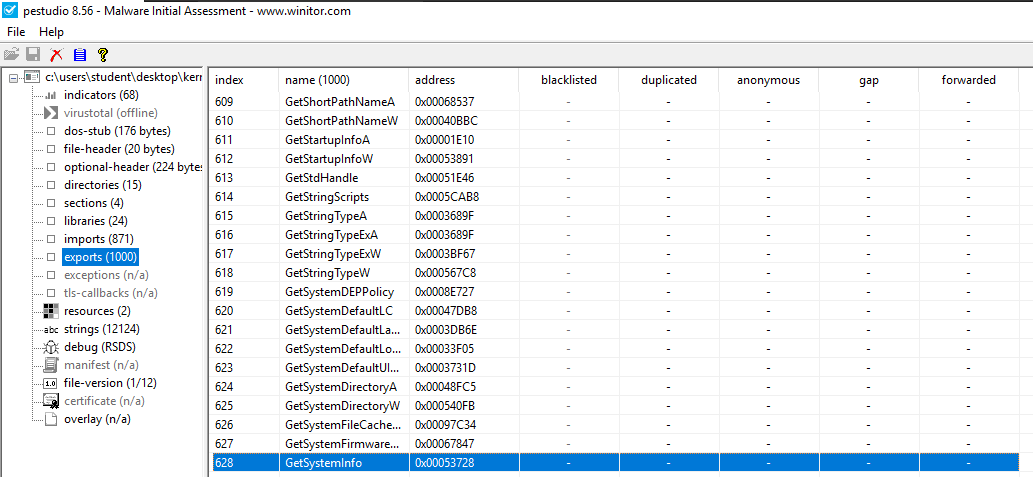 pestudio 8.56 - Malware Initial Assessment - www.winitor.com
File Help
c:\users\student\desktop\kerr
indicators (68)
virustotal (offline)
dos-stub (176 bytes)
file-header (20 bytes)
optional-header (224 bytes
directories (15)
sections (4)
libraries (24)
imports (871)
exports (1000)
exceptions (n/a)
tls-callbacks (n/a)
resources (2)
abc strings (12124)
debug (RSDS)
manifest (n/a)
1.0 file-version (1/12)
certificate (n/a)
overlay (n/a)
index name (1000) address blacklisted duplicated anonymous gap forwarded
609 GetShortPathNameA 0x00068537 - - - - -
610 GetShortPathNameW 0x00040BBC - - - - -
611 GetStartupInfoA 0x00001E10 - - - - -
612 GetStartupInfoW 0x00053891 - - - - -
613 GetStdHandle 0x00051E46 - - - - -
614 GetStringScripts 0x0005CAB8 - - - - -
615 GetStringTypeA 0x0003689F - - - - -
616 GetStringTypeExA 0x0003689F - - - - -
617 GetStringTypeExW 0x0003BF67 - - - - -
618 GetStringTypeW 0x000567C8 - - - - -
619 GetSystemDEPPolicy 0x0008E727 - - - - -
620 GetSystemDefaultLC 0x00047DB8 - - - - -
621 GetSystemDefaultLa... 0x0003DB6E - - - - -
622 GetSystemDefaultLo... 0x00033F05 - - - - -
623 GetSystemDefaultUI... 0x0003731D - - - - -
624 GetSystemDirectoryA 0x00048FC5 - - - - -
625 GetSystemDirectoryW 0x000540FB - - - - -
626 GetSystemFileCache... 0x00097C34 - - - - -
627 GetSystemFirmware... 0x00067847 - - - - -
628 GetSystemInfo 0x00053728 - - - - -